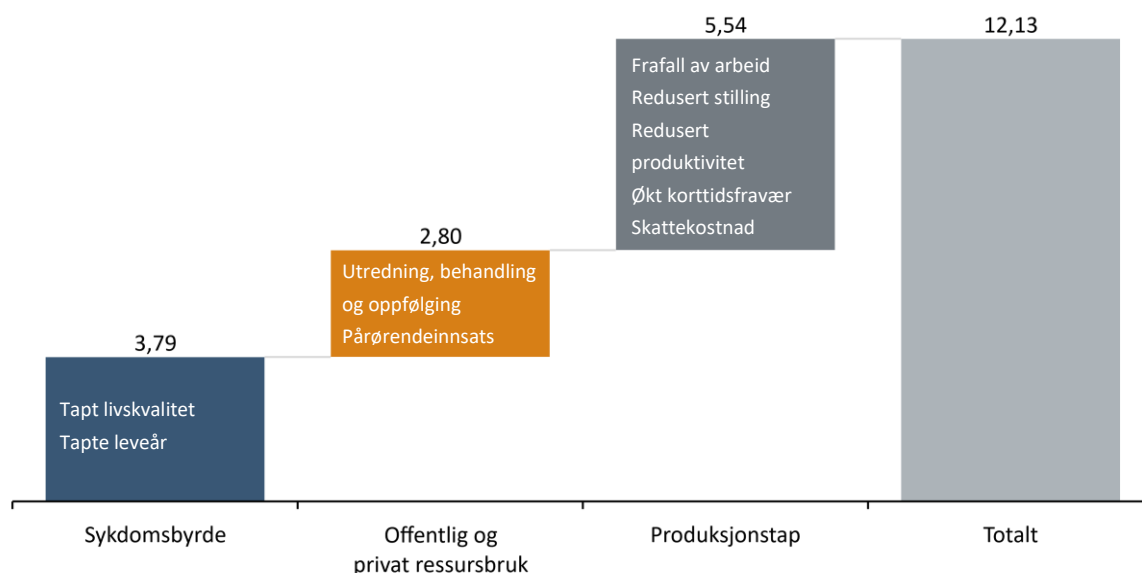 5,54
12,13
Frafall av arbeid
Redusert stilling
Redusert
produktivitet
Økt korttidsfravær
Skattekostnad
2,80
Utredning, behandling
og oppfølging
Pårørendeinnsats
3,79
Tapt livskvalitet
Tapte leveår
Sykdomsbyrde
Offentlig og
privat ressursbruk
Produksjonstap
Totalt